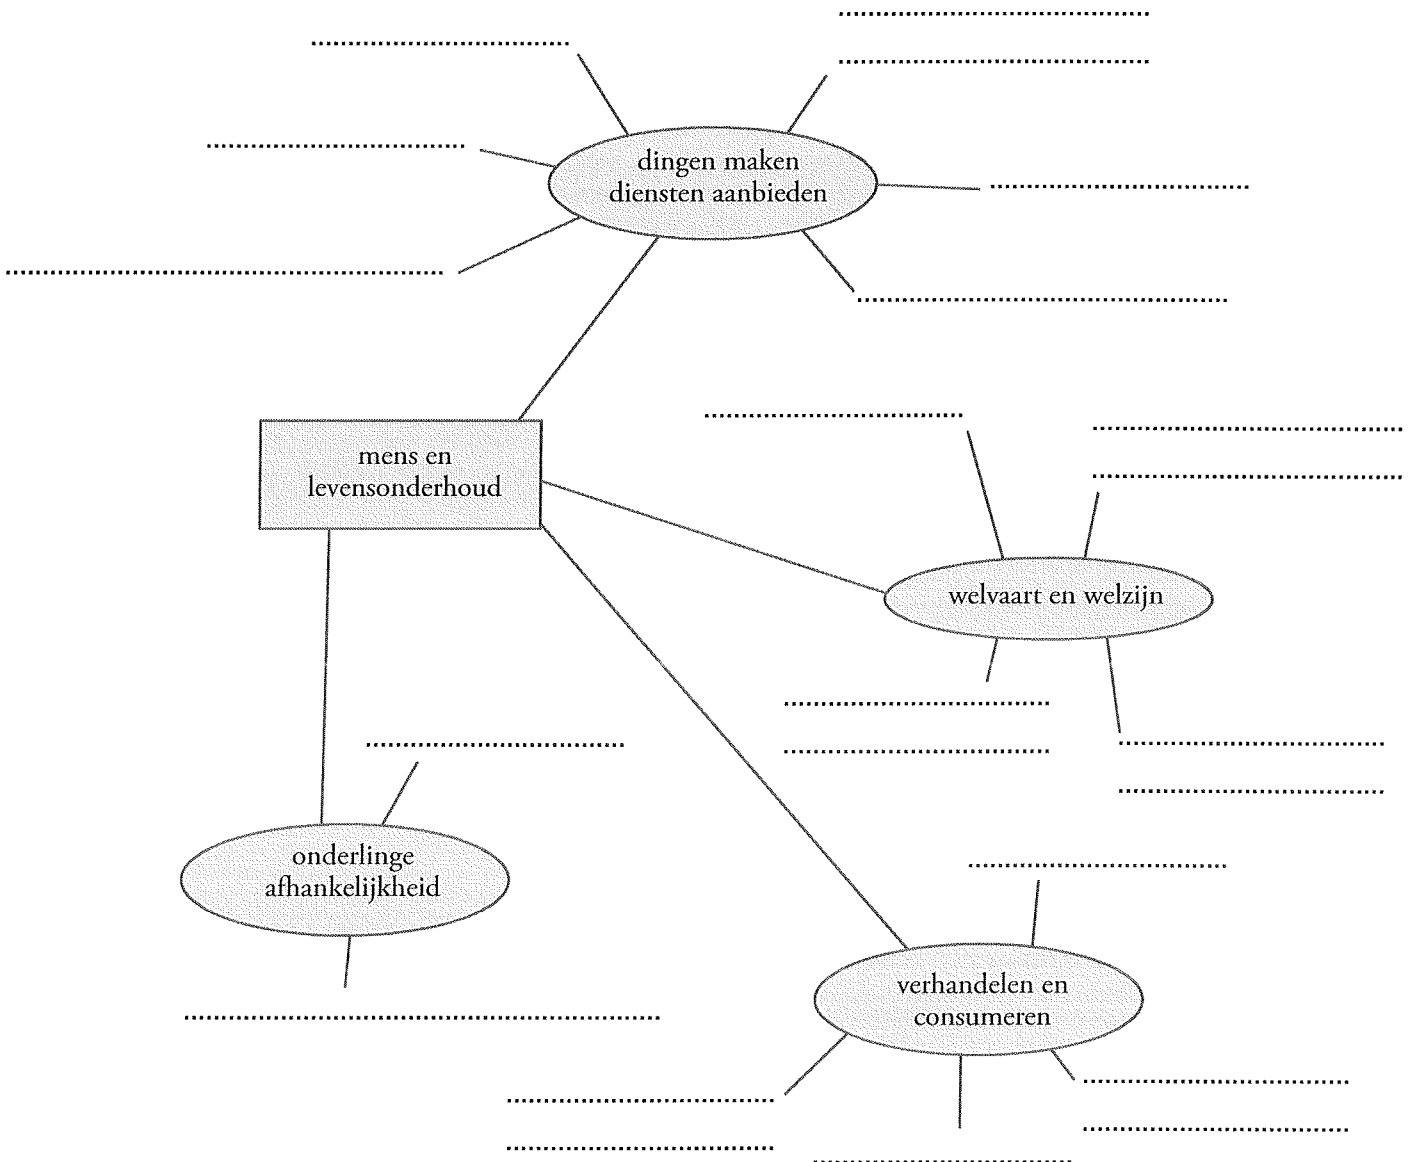 dingen maken
diensten aanbieden
mens en
levensonderhoud
welvaart en welzijn
onderlinge
afhankelijkheid
verhandelen en
consumeren